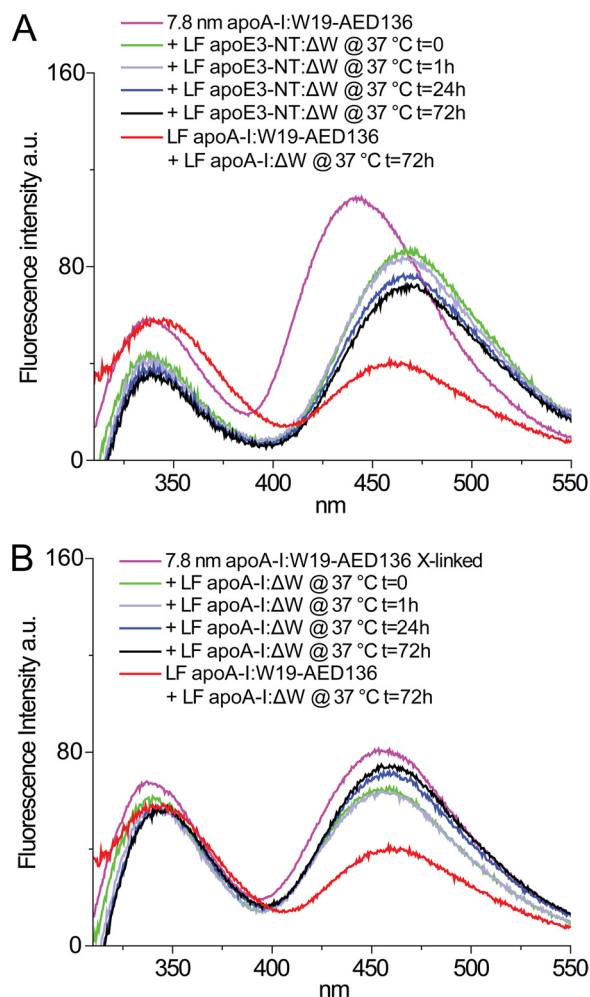 A
7.8 nm apoA-I:W19-AED136
+ LF apoE3-NT:ΔW @ 37 °C t=0
+ LF apoE3-NT:ΔW @ 37 °C t=1h
+ LF apoE3-NT:ΔW @ 37 °C t=24h
+ LF apoE3-NT:ΔW @ 37 °C t=72h
LF apoA-I:W19-AED136
+ LF apoA-I:ΔW @ 37 °C t=72h
160
80
0
Fluorescence intensity a.u.
350
400
450
500
550
nm
B
7.8 nm apoA-I:W19-AED136 X-linked
+ LF apoA-I:ΔW @ 37 °C t=0
+ LF apoA-I:ΔW @ 37 °C t=1h
+ LF apoA-I:ΔW @ 37 °C t=24h
+ LF apoA-I:ΔW @ 37 °C t=72h
LF apoA-I:W19-AED136
+ LF apoA-I:ΔW @ 37 °C t=72h
160
80
0
Fluorescence Intensity a.u.
350
400
450
500
550
nm